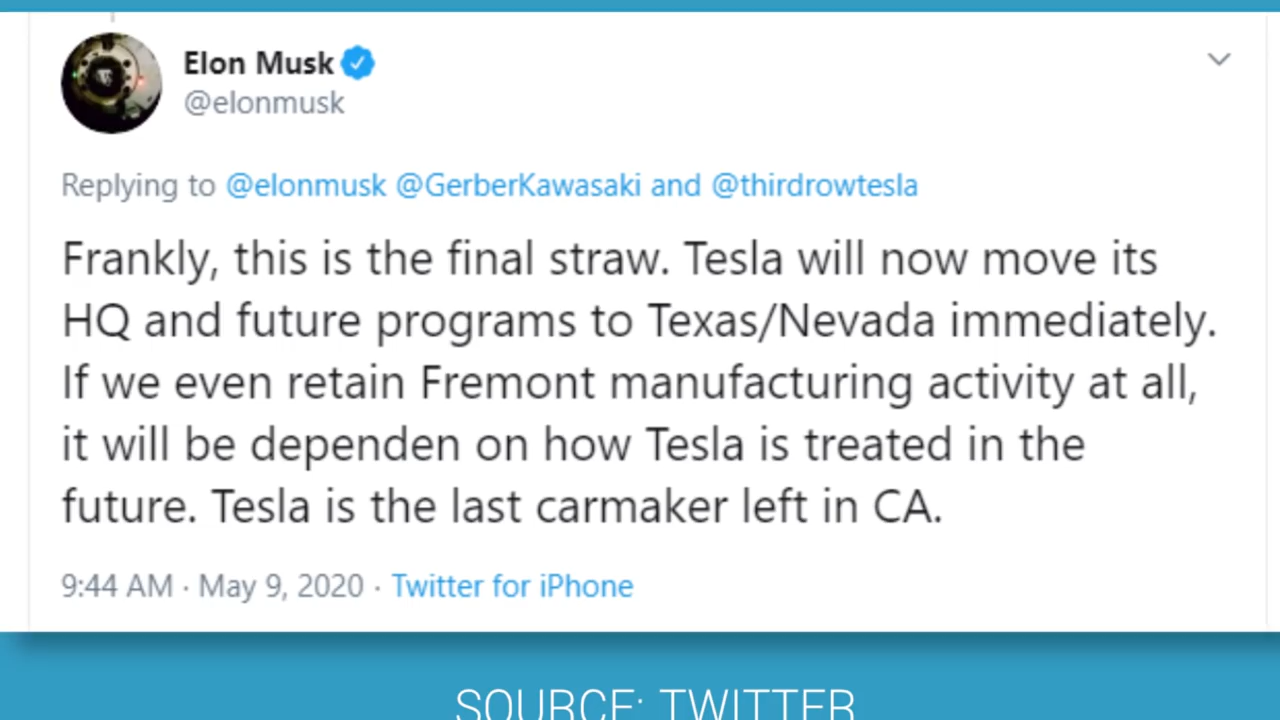 Elon Musk
@elonmusk
Replying to @elonmusk @GerberKawasaki and @thirdrowtesla
Frankly, this is the final straw. Tesla will now move its
HQ and future programs to Texas/Nevada immediately.
If we even retain Fremont manufacturing activity at all,
it will be dependen on how Tesla is treated in the
future. Tesla is the last carmaker left in CA.
9:44 AM · May 9, 2020 · Twitter for iPhone
SOURCE: TWITTER